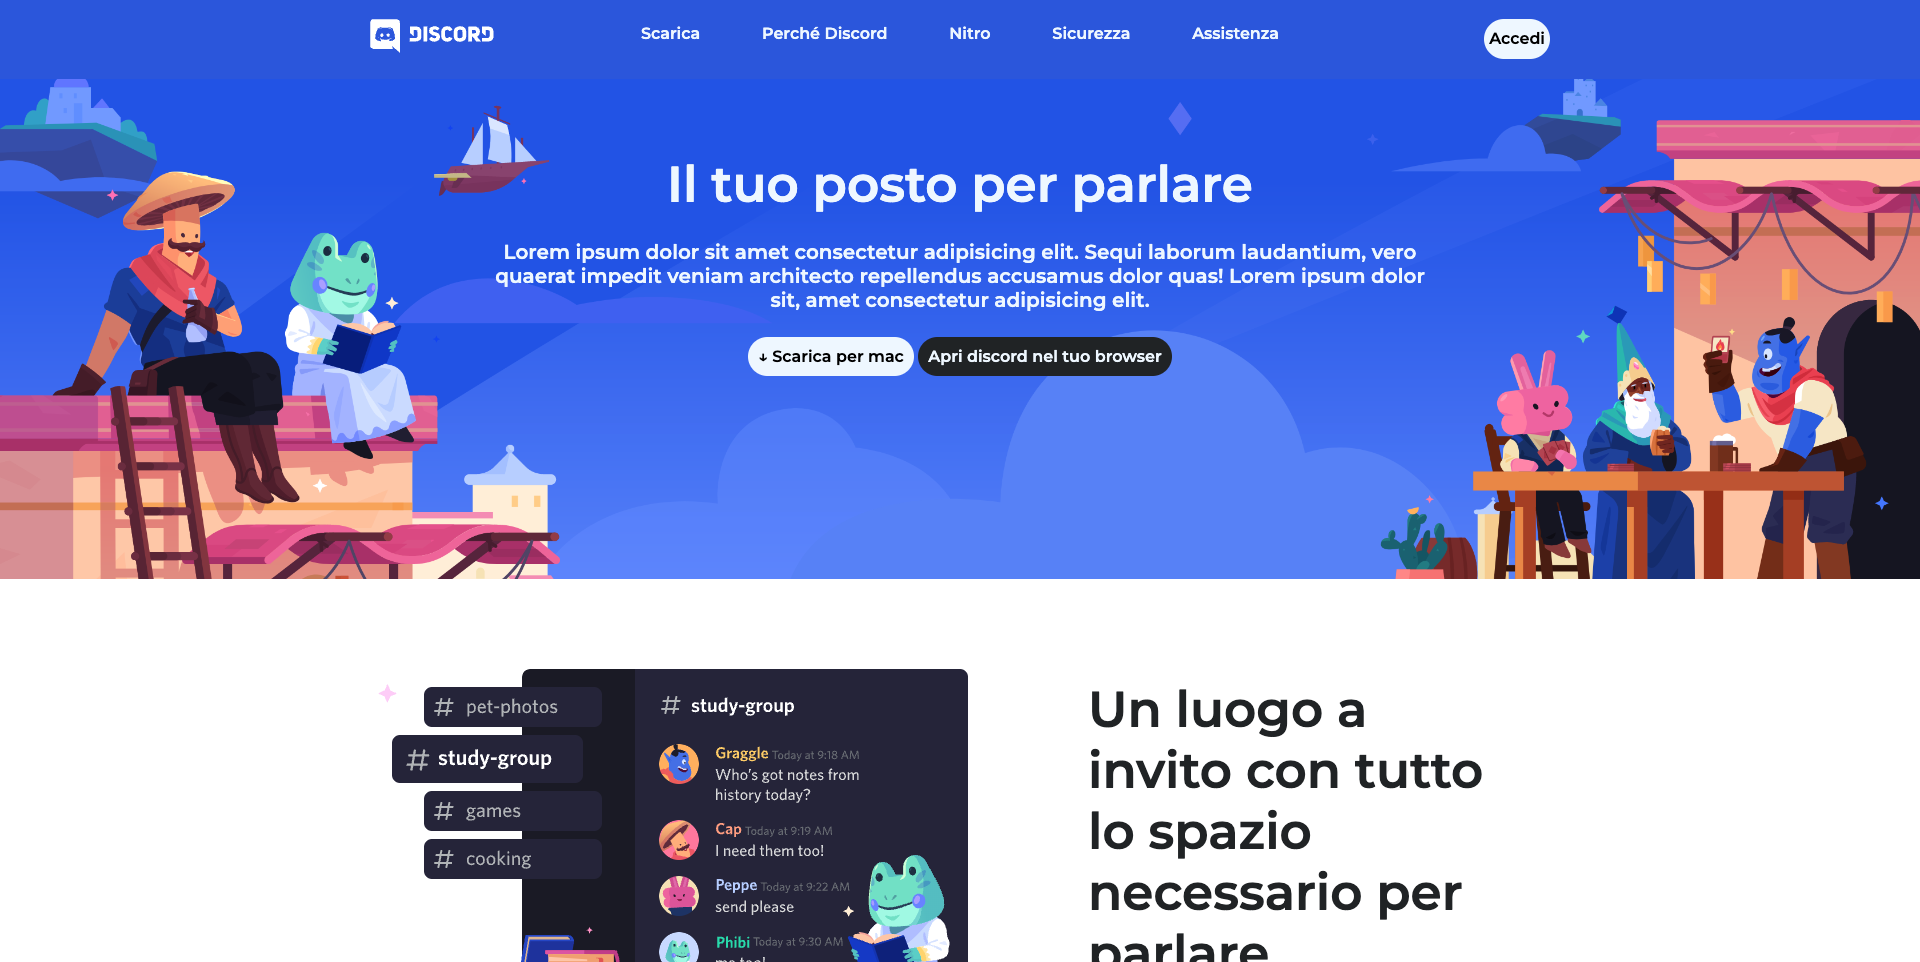 DISCORD
Scarica
Perché Discord
Nitro
Sicurezza
Assistenza
Accedi
Il tuo posto per parlare
Lorem ipsum dolor sit amet consectetur adipisicing elit. Sequi laborum laudantium, vero
quaerat impedit veniam architecto repellendus accusamus dolor quas! Lorem ipsum dolor
sit, amet consectetur adipisicing elit.
↓ Scarica per mac
Apri discord nel tuo browser
# pet-photos
# study-group
# games
# cooking
# study-group
Graggle Today at 9:18 AM
Who's got notes from
history today?
Cap Today at 9:19 AM
I need them too!
Peppe Today at 9:22 AM
send please
Phibi Today at 9:30 AM
me too!
Un luogo a
invito con tutto
lo spazio
necessario per
parlare